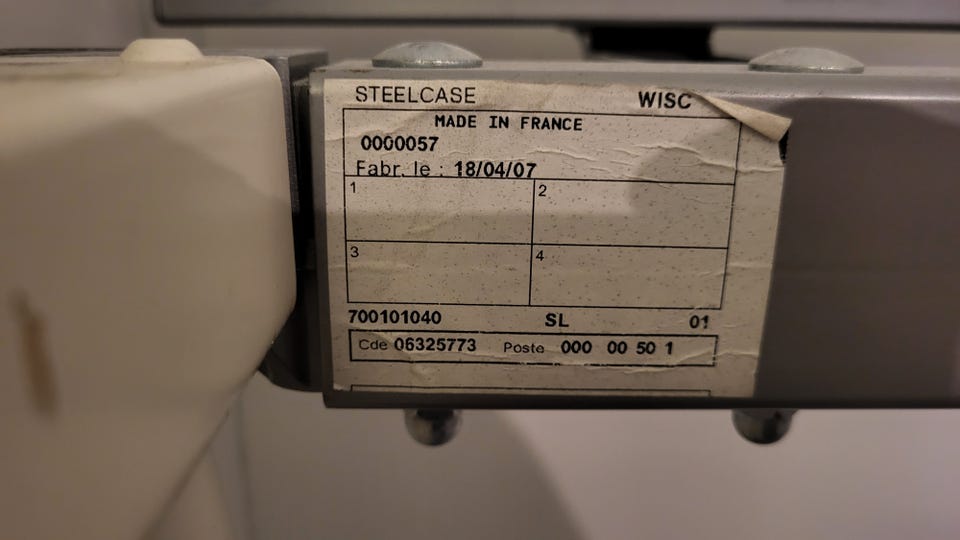 STEELCASE WISC
MADE IN FRANCE
0000057
Fabr. le : 18/04/07
1 2
3 4
700101040 SL 01
Cde 06325773 Poste 000 00 50 1